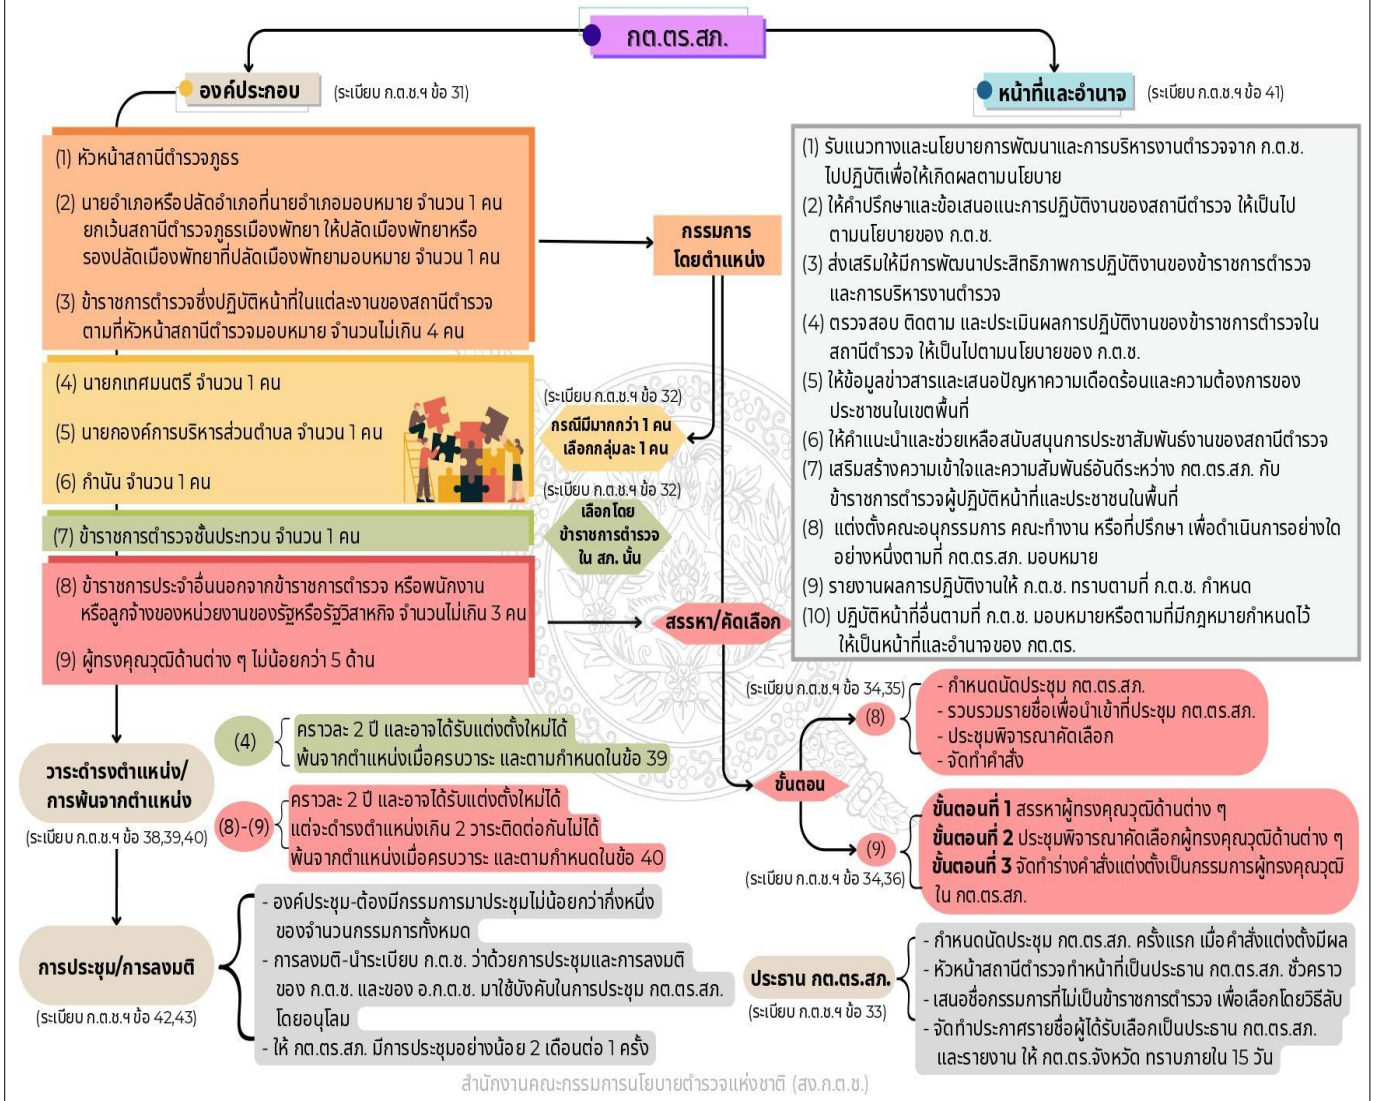 กต.ตร.สภ.
องค์ประกอบ
(ระเบียบ ก.ต.ช.ฯ ข้อ 31)
(1) หัวหน้าสถานีตำรวจภูธร
(2) นายอำเภอหรือปลัดอำเภอที่นายอำเภอมอบหมาย จำนวน 1 คน
ยกเว้นสถานีตำรวจภูธรเมืองพัทยา ให้ปลัดเมืองพัทยาหรือ
รองปลัดเมืองพัทยาที่ปลัดเมืองพัทยามอบหมาย จำนวน 1 คน
(3) ข้าราชการตำรวจซึ่งปฏิบัติหน้าที่ในแต่ละงานของสถานีตำรวจ
ตามที่หัวหน้าสถานีตำรวจมอบหมาย จำนวนไม่เกิน 4 คน
(4) นายกเทศมนตรี จำนวน 1 คน
(5) นายกองค์การบริหารส่วนตำบล จำนวน 1 คน
(6) กำนัน จำนวน 1 คน
(7) ข้าราชการตำรวจชั้นประทวน จำนวน 1 คน
(8) ข้าราชการประจำอื่นนอกจากข้าราชการตำรวจ หรือพนักงาน
หรือลูกจ้างของหน่วยงานของรัฐหรือรัฐวิสาหกิจ จำนวนไม่เกิน 3 คน
(9) ผู้ทรงคุณวุฒิด้านต่าง ๆ ไม่น้อยกว่า 5 ด้าน
กรรมการ
โดยตำแหน่ง
(ระเบียบ ก.ต.ช.ฯ ข้อ 32)
กรณีมีมากกว่า 1 คน
เลือกกลุ่มละ 1 คน
(ระเบียบ ก.ต.ช.ฯ ข้อ 32)
เลือกโดย
ข้าราชการตำรวจ
ใน สภ. นั้น
สรรหา/คัดเลือก
หน้าที่และอำนาจ
(ระเบียบ ก.ต.ช.ฯ ข้อ 41)
(1) รับแนวทางและนโยบายการพัฒนาและการบริหารงานตำรวจจาก ก.ต.ช.
ไปปฏิบัติเพื่อให้เกิดผลตามนโยบาย
(2) ให้คำปรึกษาและข้อเสนอแนะการปฏิบัติงานของสถานีตำรวจ ให้เป็นไป
ตามนโยบายของ ก.ต.ช.
(3) ส่งเสริมให้มีการพัฒนาประสิทธิภาพการปฏิบัติงานของข้าราชการตำรวจ
และการบริหารงานตำรวจ
(4) ตรวจสอบ ติดตาม และประเมินผลการปฏิบัติงานของข้าราชการตำรวจใน
สถานีตำรวจ ให้เป็นไปตามนโยบายของ ก.ต.ช.
(5) ให้ข้อมูลข่าวสารและเสนอปัญหาความเดือดร้อนและความต้องการของ
ประชาชนในเขตพื้นที่
(6) ให้คำแนะนำและช่วยเหลือสนับสนุนการประชาสัมพันธ์งานของสถานีตำรวจ
(7) เสริมสร้างความเข้าใจและความสัมพันธ์อันดีระหว่าง กต.ตร.สภ. กับ
ข้าราชการตำรวจผู้ปฏิบัติหน้าที่และประชาชนในพื้นที่
(8) แต่งตั้งคณะอนุกรรมการ คณะทำงาน หรือที่ปรึกษา เพื่อดำเนินการอย่างใด
อย่างหนึ่งตามที่ กต.ตร.สภ. มอบหมาย
(9) รายงานผลการปฏิบัติงานให้ ก.ต.ช. ทราบตามที่ ก.ต.ช. กำหนด
(10) ปฏิบัติหน้าที่อื่นตามที่ ก.ต.ช. มอบหมายหรือตามที่มีกฎหมายกำหนดไว้
ให้เป็นหน้าที่และอำนาจของ กต.ตร.
วาระดำรงตำแหน่ง/
การพ้นจากตำแหน่ง
(ระเบียบ ก.ต.ช.ฯ ข้อ 38,39,40)
(4)
คราวละ 2 ปี และอาจได้รับแต่งตั้งใหม่ได้
พ้นจากตำแหน่งเมื่อครบวาระ และตามกำหนดในข้อ 39
(8)-(9)
คราวละ 2 ปี และอาจได้รับแต่งตั้งใหม่ได้
แต่จะดำรงตำแหน่งเกิน 2 วาระติดต่อกันไม่ได้
พ้นจากตำแหน่งเมื่อครบวาระ และตามกำหนดในข้อ 40
ขั้นตอน
(ระเบียบ ก.ต.ช.ฯ ข้อ 34,35)
(8)
- กำหนดนัดประชุม กต.ตร.สภ.
- รวบรวมรายชื่อเพื่อนำเข้าที่ประชุม กต.ตร.สภ.
- ประชุมพิจารณาคัดเลือก
- จัดทำคำสั่ง
(9)
(ระเบียบ ก.ต.ช.ฯ ข้อ 34,36)
ขั้นตอนที่ 1 สรรหาผู้ทรงคุณวุฒิด้านต่าง ๆ
ขั้นตอนที่ 2 ประชุมพิจารณาคัดเลือกผู้ทรงคุณวุฒิด้านต่าง ๆ
ขั้นตอนที่ 3 จัดทำร่างคำสั่งแต่งตั้งเป็นกรรมการผู้ทรงคุณวุฒิ
ใน กต.ตร.สภ.
การประชุม/การลงมติ
(ระเบียบ ก.ต.ช.ฯ ข้อ 42,43)
- องค์ประชุม-ต้องมีกรรมการมาประชุมไม่น้อยกว่ากึ่งหนึ่ง
ของจำนวนกรรมการทั้งหมด
- การลงมติ-นำระเบียบ ก.ต.ช. ว่าด้วยการประชุมและการลงมติ
ของ ก.ต.ช. และของ อ.ก.ต.ช. มาใช้บังคับในการประชุม กต.ตร.สภ.
โดยอนุโลม
- ให้ กต.ตร.สภ. มีการประชุมอย่างน้อย 2 เดือนต่อ 1 ครั้ง
ประธาน กต.ตร.สภ.
(ระเบียบ ก.ต.ช.ฯ ข้อ 33)
- กำหนดนัดประชุม กต.ตร.สภ. ครั้งแรก เมื่อคำสั่งแต่งตั้งมีผล
- หัวหน้าสถานีตำรวจทำหน้าที่เป็นประธาน กต.ตร.สภ. ชั่วคราว
- เสนอชื่อกรรมการที่ไม่เป็นข้าราชการตำรวจ เพื่อเลือกโดยวิธีลับ
- จัดทำประกาศรายชื่อผู้ได้รับเลือกเป็นประธาน กต.ตร.สภ.
และรายงาน ให้ กต.ตร.จังหวัด ทราบภายใน 15 วัน
สำนักงานคณะกรรมการนโยบายตำรวจแห่งชาติ (สง.ก.ต.ช.)